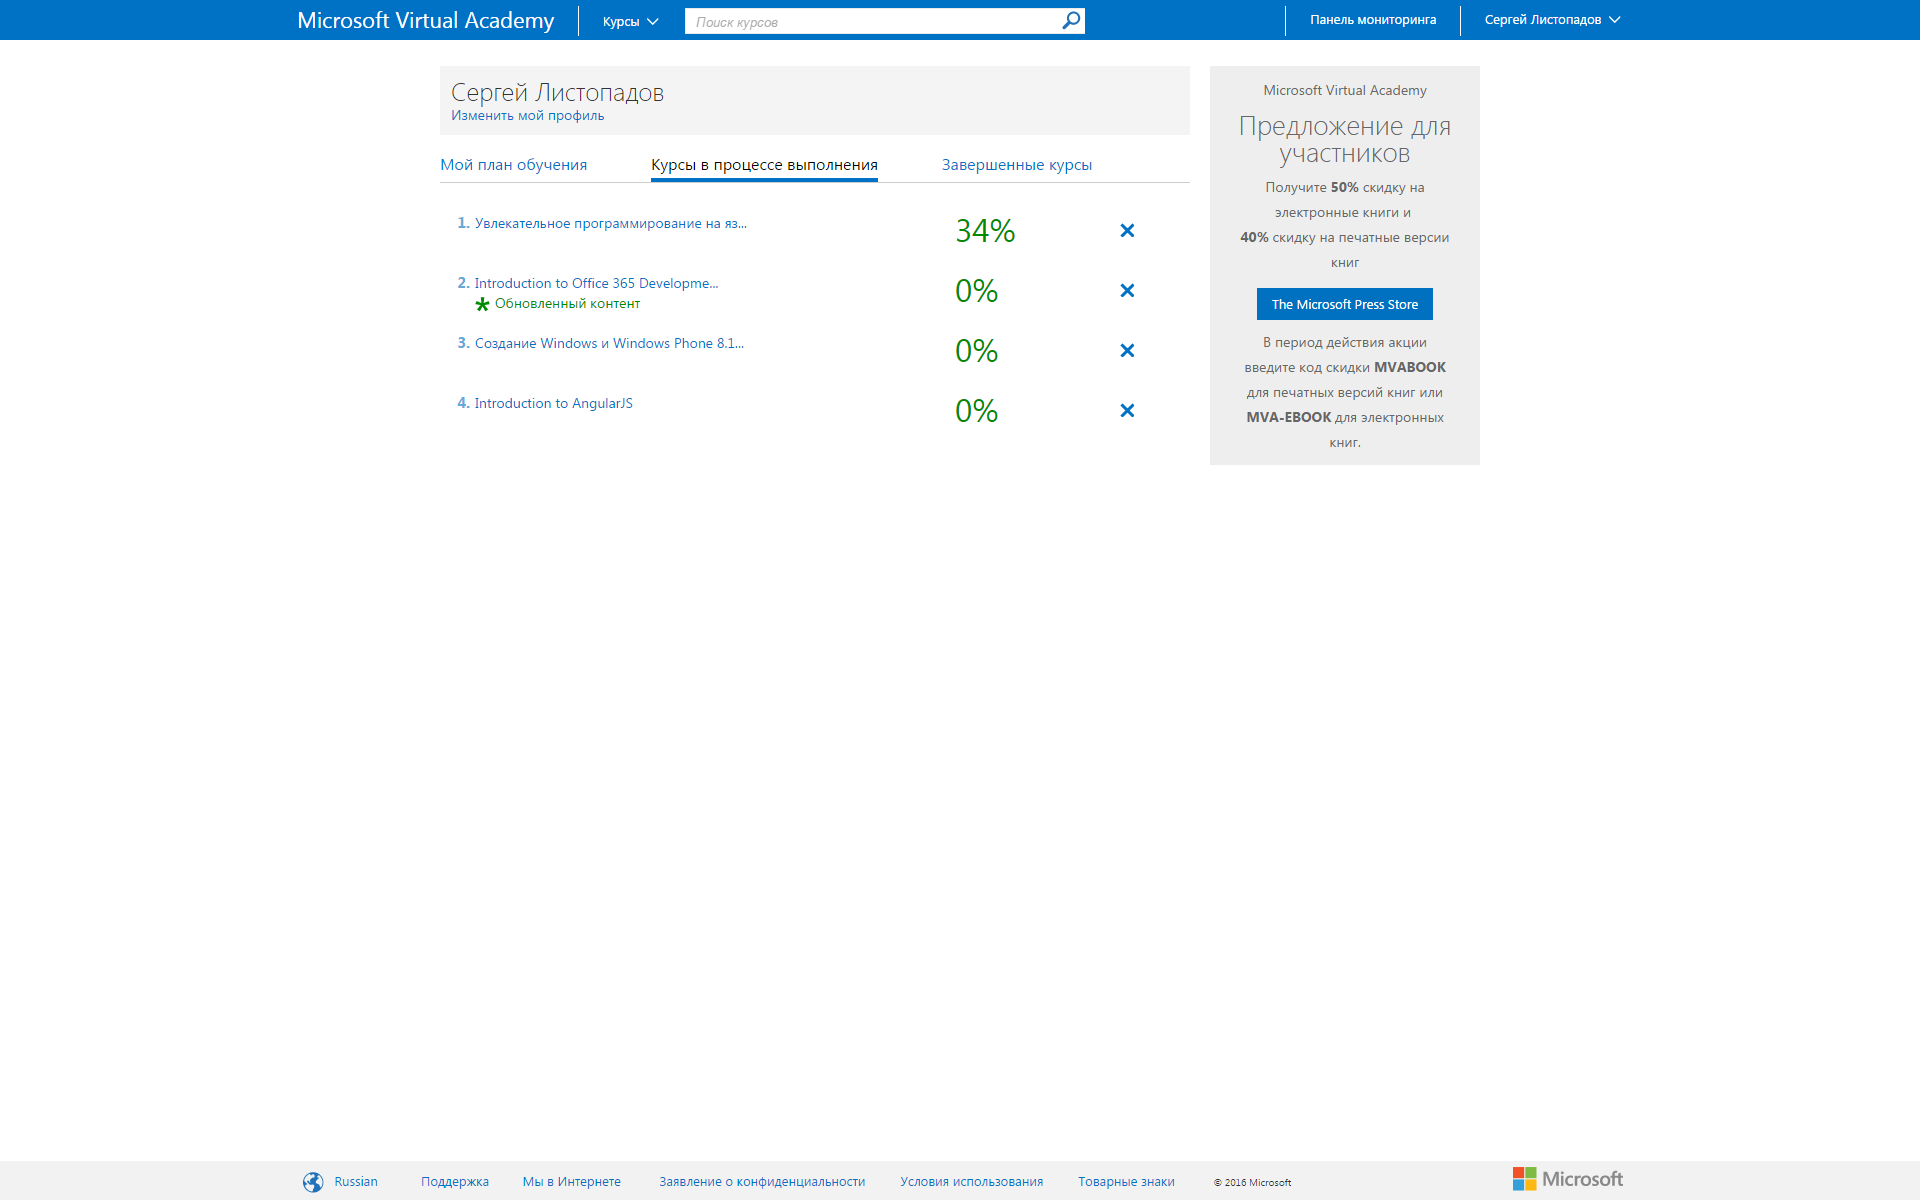 Microsoft Virtual Academy
Курсы
Поиск курсов
Панель мониторинга
Сергей Листопадов
Сергей Листопадов
Изменить мой профиль
Мой план обучения
Курсы в процессе выполнения
Завершенные курсы
1. Увлекательное программирование на яз...
34%
2. Introduction to Office 365 Developme...
Обновленный контент
0%
3. Создание Windows и Windows Phone 8.1...
0%
4. Introduction to AngularJS
0%
Microsoft Virtual Academy
Предложение для
участников
Получите 50% скидку на
электронные книги и
40% скидку на печатные версии
книг
The Microsoft Press Store
В период действия акции
введите код скидки MVABOOK
для печатных версий книг или
MVA-EBOOK для электронных
книг.
Russian
Поддержка
Мы в Интернете
Заявление о конфиденциальности
Условия использования
Товарные знаки
© 2016 Microsoft
Microsoft